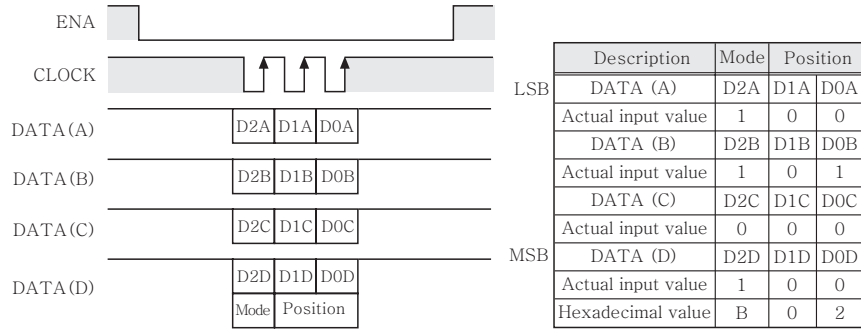 ENA
CLOCK
DATA(A) D2A D1A D0A
DATA(B) D2B D1B D0B
DATA(C) D2C D1C D0C
DATA(D) D2D D1D D0D
Mode Position
Description Mode Position
LSB DATA (A) D2A D1A D0A
Actual input value 1 0 0
DATA (B) D2B D1B D0B
Actual input value 1 0 1
DATA (C) D2C D1C D0C
Actual input value 0 0 0
MSB DATA (D) D2D D1D D0D
Actual input value 1 0 0
Hexadecimal value B 0 2